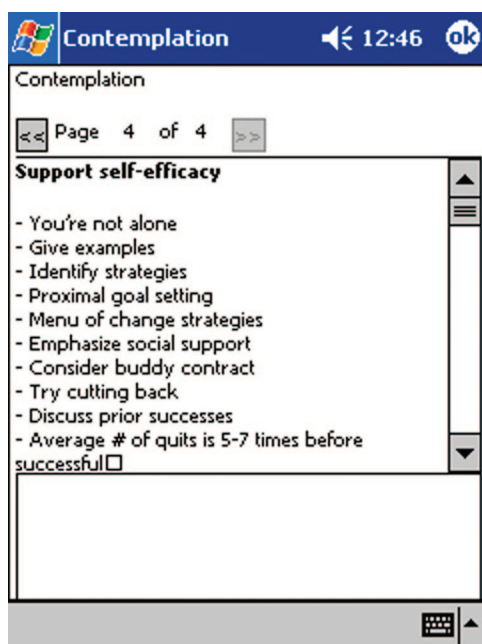 Contemplation 12:46 ok
Contemplation
<< Page 4 of 4 >>
Support self-efficacy
- You're not alone
- Give examples
- Identify strategies
- Proximal goal setting
- Menu of change strategies
- Emphasize social support
- Consider buddy contract
- Try cutting back
- Discuss prior successes
- Average # of quits is 5-7 times before
successful□